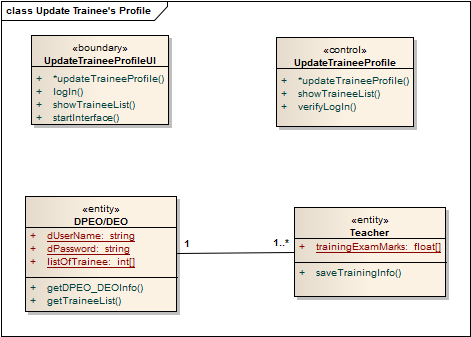 class Update Trainee's Profile
«boundary»
UpdateTraineeProfileUI
+ *updateTraineeProfile()
+ logIn()
+ showTraineeList()
+ startInterface()
«control»
UpdateTraineeProfile
+ *updateTraineeProfile()
+ showTraineeList()
+ verifyLogIn()
«entity»
DPEO/DEO
+ dUserName: string
+ dPassword: string
+ listOfTrainee: int[]
+ getDPEO_DEOInfo()
+ getTraineeList()
1
1..*
«entity»
Teacher
+ trainingExamMarks: float[]
+ saveTrainingInfo()